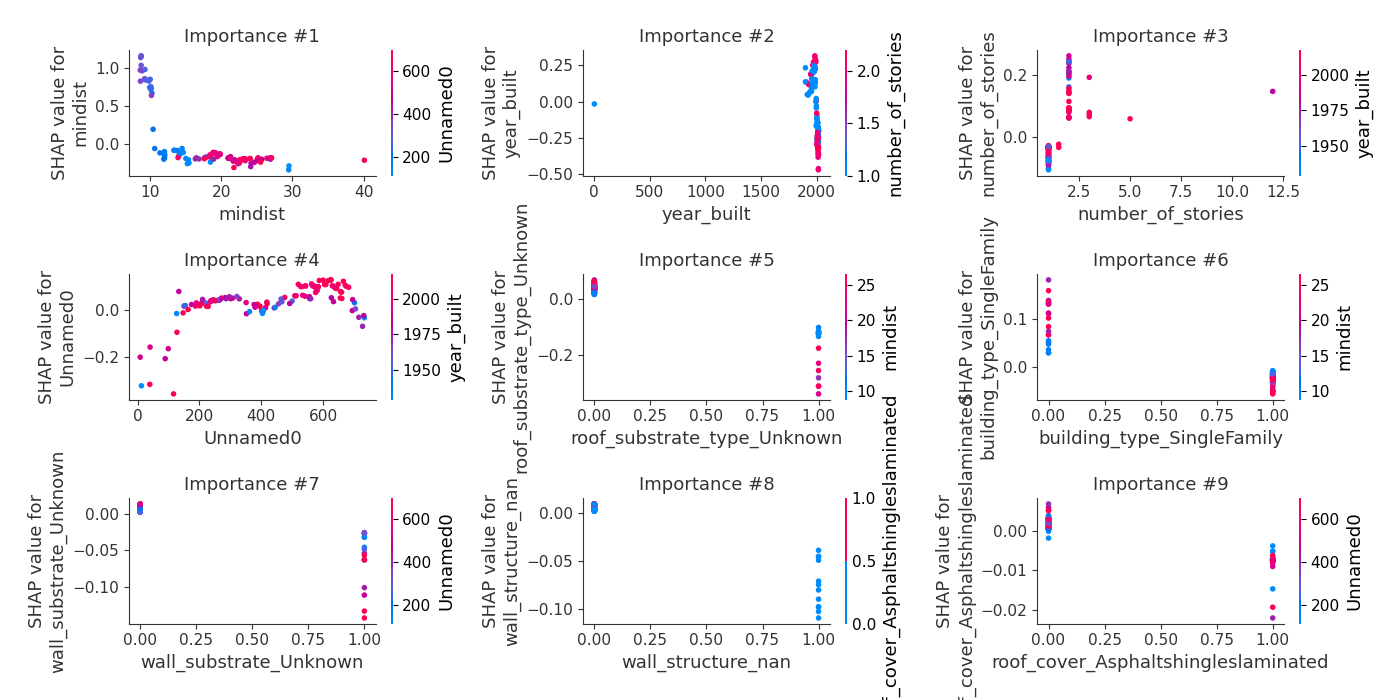 Importance #1
SHAP value for
mindist
1.0
0.5
0.0
10
20
30
40
mindist
600
400
200
Unnamed0
Importance #2
SHAP value for
year_built
0.25
0.00
−0.25
−0.50
0
500
1000
1500
2000
year_built
2.0
1.5
1.0
number_of_stories
Importance #3
SHAP value for
number_of_stories
0.2
0.0
2.5
5.0
7.5
10.0
12.5
number_of_stories
2000
1975
1950
year_built
Importance #4
SHAP value for
Unnamed0
0.0
−0.2
0
200
400
600
Unnamed0
2000
1975
1950
year_built
Importance #5
SHAP value for
roof_substrate_type_Unknown
0.0
−0.2
0.00
0.25
0.50
0.75
1.00
roof_substrate_type_Unknown
25
20
15
10
mindist
Importance #6
SHAP value for
building_type_SingleFamily
0.1
0.0
0.00
0.25
0.50
0.75
1.00
building_type_SingleFamily
25
20
15
10
mindist
Importance #7
SHAP value for
wall_substrate_Unknown
0.00
−0.05
−0.10
0.00
0.25
0.50
0.75
1.00
wall_substrate_Unknown
600
400
200
Unnamed0
Importance #8
SHAP value for
wall_structure_nan
0.00
−0.05
−0.10
0.00
0.25
0.50
0.75
1.00
wall_structure_nan
1.0
0.5
0.0
of_cover_Asphaltshingleslaminated
Importance #9
SHAP value for
of_cover_Asphaltshingleslaminated
0.00
−0.01
−0.02
0.00
0.25
0.50
0.75
1.00
roof_cover_Asphaltshingleslaminated
600
400
200
Unnamed0